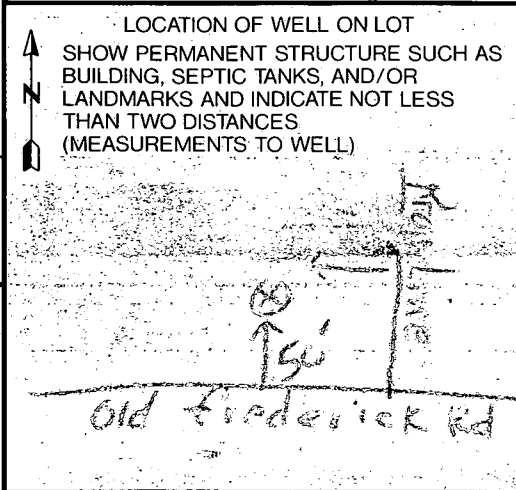 LOCATION OF WELL ON LOT
SHOW PERMANENT STRUCTURE SUCH AS
BUILDING, SEPTIC TANKS, AND/OR
N LANDMARKS AND INDICATE NOT LESS
THAN TWO DISTANCES
(MEASUREMENTS TO WELL)
50'
Old Frederick Rd